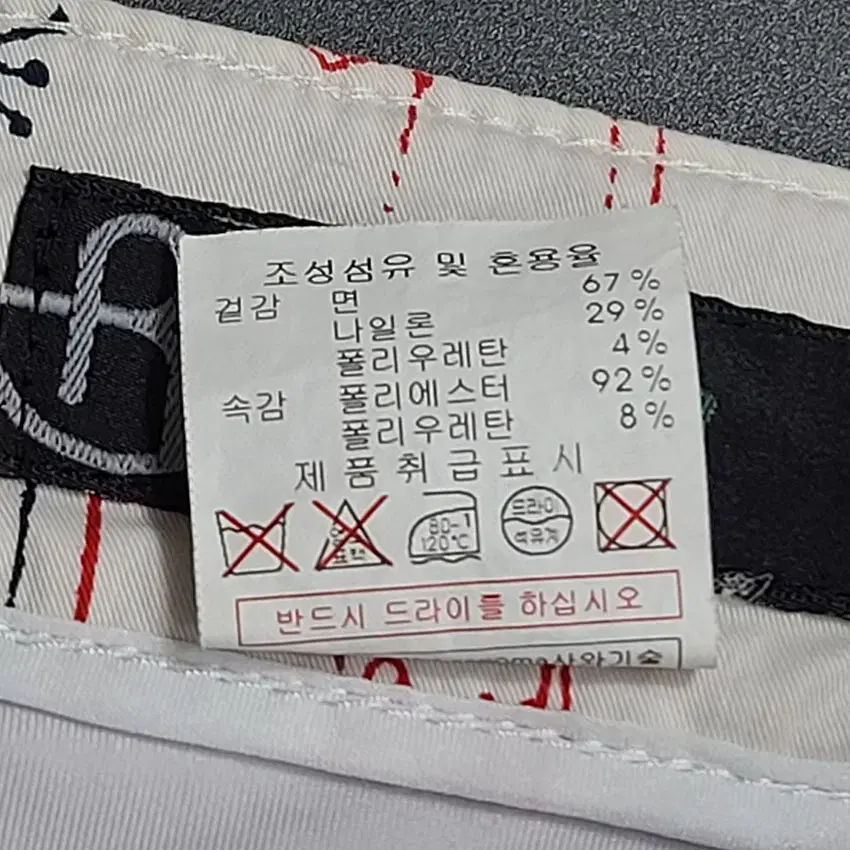 조성섬유 및 혼용율
겉감 면 67%
나일론 29%
폴리우레탄 4%
속감 폴리에스터 92%
폴리우레탄 8%
제품취급표시
80-1
120℃
드라이
석유계
반드시 드라이를 하십시오